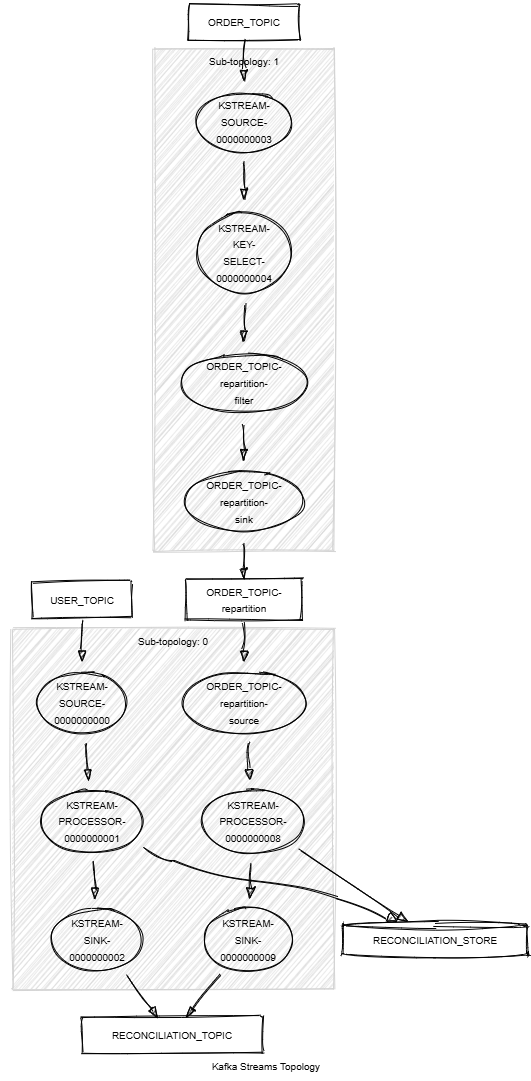 ORDER_TOPIC
Sub-topology: 1
KSTREAM-
SOURCE-
0000000003
KSTREAM-
KEY-
SELECT-
0000000004
ORDER_TOPIC-
repartition-
filter
ORDER_TOPIC-
repartition-
sink
USER_TOPIC
ORDER_TOPIC-
repartition
Sub-topology: 0
KSTREAM-
SOURCE-
0000000000
ORDER_TOPIC-
repartition-
source
KSTREAM-
PROCESSOR-
0000000001
KSTREAM-
PROCESSOR-
0000000008
KSTREAM-
SINK-
0000000002
KSTREAM-
SINK-
0000000009
RECONCILIATION_STORE
RECONCILIATION_TOPIC
Kafka Streams Topology